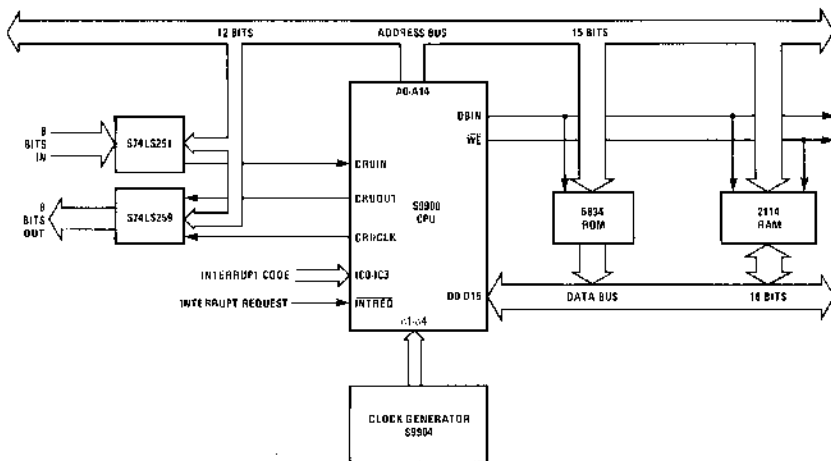 12 BITS
ADDRESS BUS
15 BITS
A0-A14
8
BITS
IN
S74LS251
DBIN
WE
CRUIN
S74LS259
CRUOUT
S9900
CPU
6834
ROM
2114
RAM
8
BITS
OUT
CRUCLK
INTERRUPT CODE
IC0-IC3
INTERRUPT REQUEST
INTREQ
D0-D15
DATA BUS
16 BITS
CLOCK GENERATOR
S9904